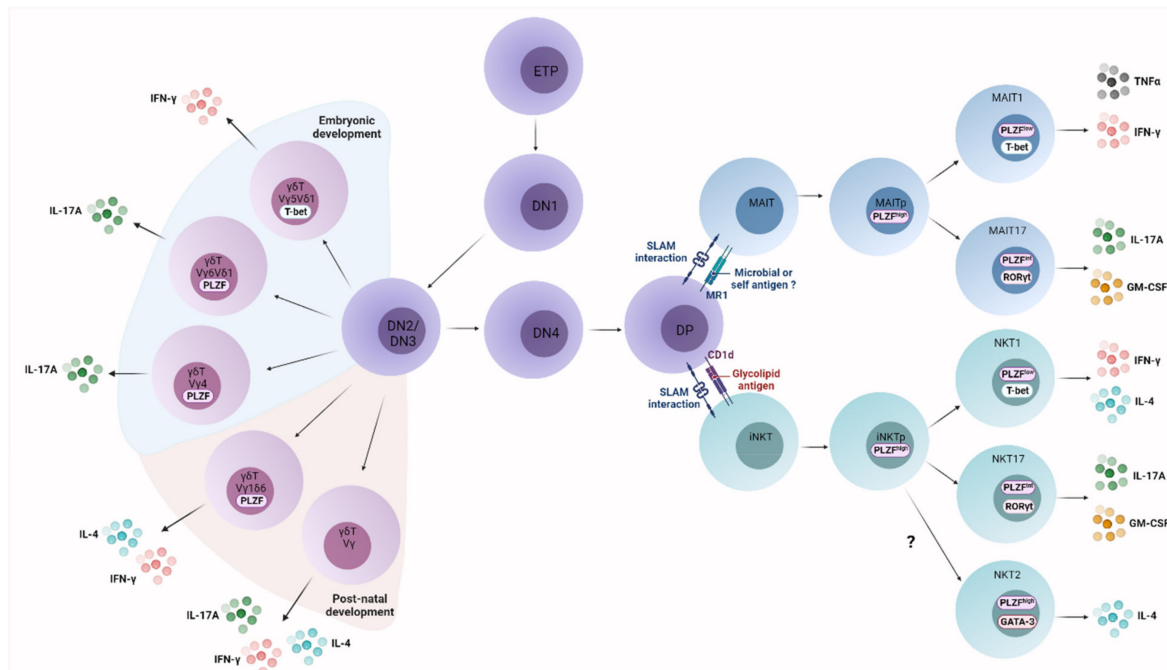 ETP
DN1
DN2/
DN3
DN4
DP
Embryonic
development
IFN-γ
γδT
Vγ5Vδ1
T-bet
IL-17A
γδT
Vγ6Vδ1
PLZF
IL-17A
γδT
Vγ4
PLZF
γδT
Vγ1δ6
PLZF
IL-4
IFN-γ
γδT
Vγ
Post-natal
development
IL-17A
IFN-γ
IL-4
SLAM
interaction
MR1
Microbial or
self antigen ?
MAIT
MAITp
PLZFhigh
MAIT1
PLZFlow
T-bet
TNFα
IFN-γ
MAIT17
PLZFint
RORγt
IL-17A
GM-CSF
CD1d
Glycolipid
antigen
SLAM
interaction
iNKT
iNKTp
PLZFhigh
NKT1
PLZFlow
T-bet
IFN-γ
IL-4
NKT17
PLZFint
RORγt
IL-17A
GM-CSF
?
NKT2
PLZFhigh
GATA-3
IL-4